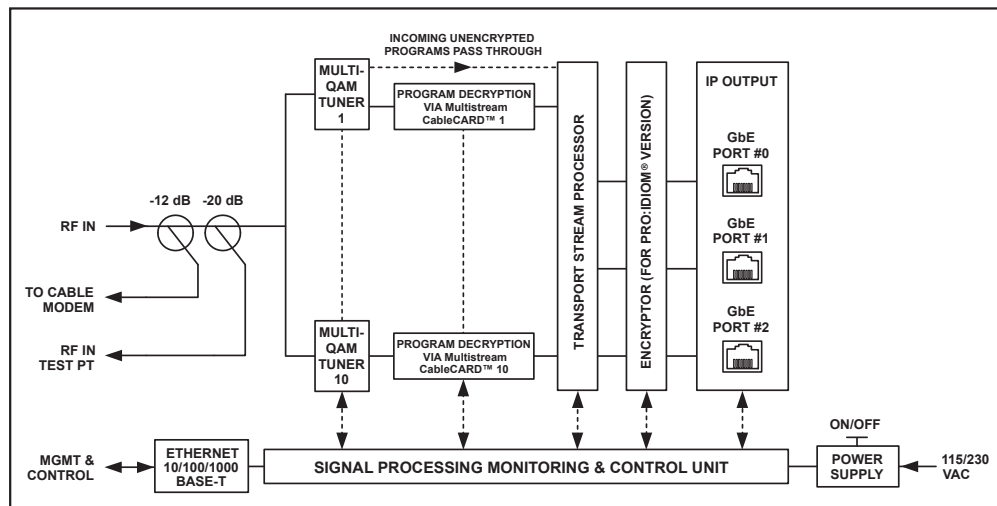 INCOMING UNENCRYPTED
PROGRAMS PASS THROUGH
MULTI-
QAM
TUNER
1
PROGRAM DECRYPTION
VIA Multistream
CableCARD™ 1
TRANSPORT STREAM PROCESSOR
ENCRYPTOR (FOR PRO:IDIOM® VERSION)
IP OUTPUT
GbE
PORT #0
GbE
PORT #1
GbE
PORT #2
-12 dB
-20 dB
RF IN
TO CABLE
MODEM
RF IN
TEST PT
MULTI-
QAM
TUNER
10
PROGRAM DECRYPTION
VIA Multistream
CableCARD™ 10
MGMT &
CONTROL
ETHERNET
10/100/1000
BASE-T
SIGNAL PROCESSING MONITORING & CONTROL UNIT
ON/OFF
POWER
SUPPLY
115/230
VAC